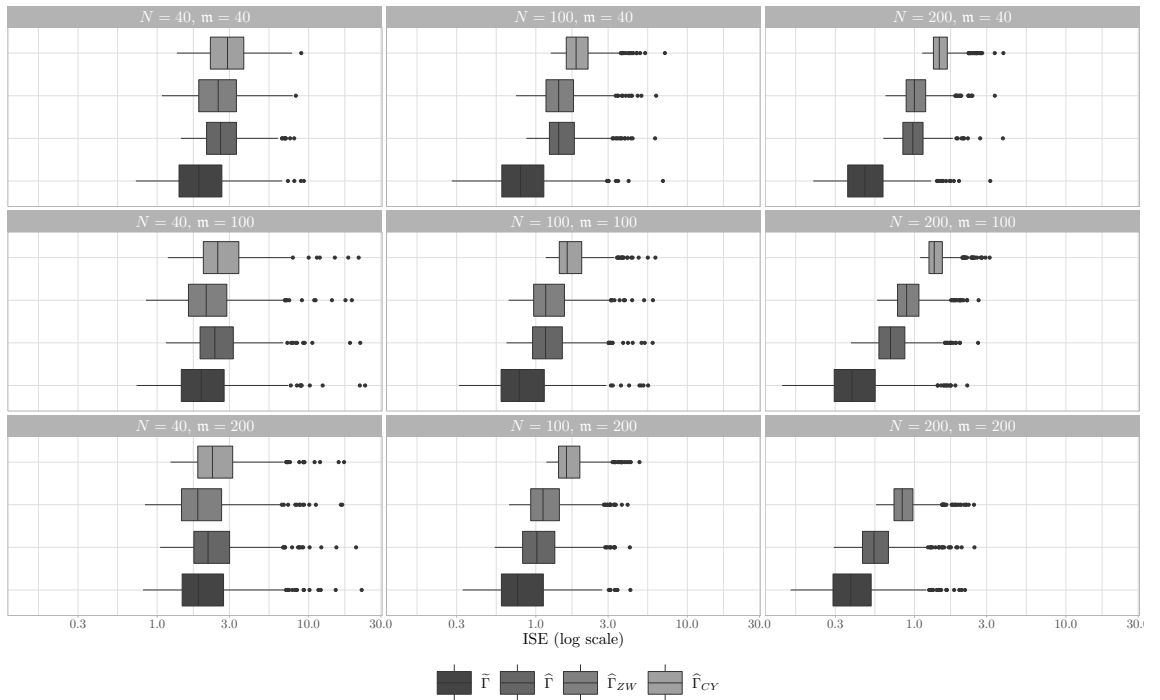 N = 40, 𝔪 = 40
N = 100, 𝔪 = 40
N = 200, 𝔪 = 40
N = 40, 𝔪 = 100
N = 100, 𝔪 = 100
N = 200, 𝔪 = 100
N = 40, 𝔪 = 200
N = 100, 𝔪 = 200
N = 200, 𝔪 = 200
0.3 1.0 3.0 10.0 30.0 0.3 1.0 3.0 10.0 30.0 0.3 1.0 3.0 10.0 30.0
ISE (log scale)
Γ̃ Γ̂ Γ̂_{ZW} Γ̂_{CY}